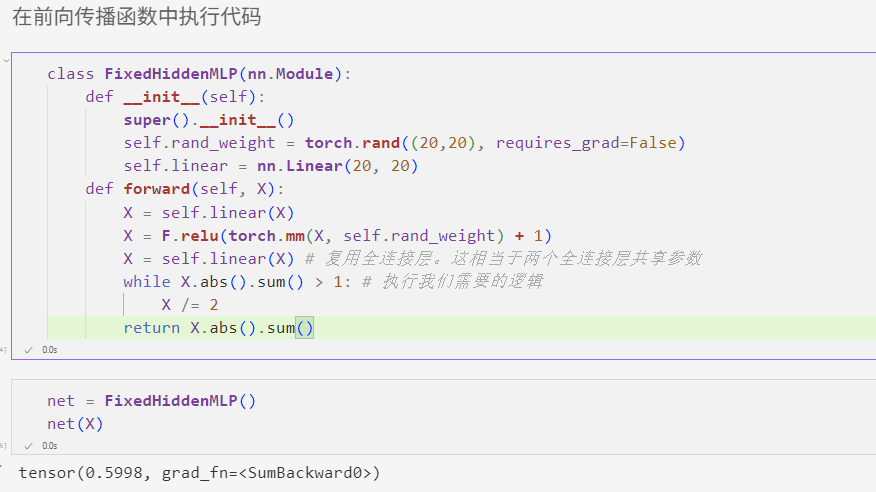 在前向传播函数中执行代码
class FixedHiddenMLP(nn.Module):
    def __init__(self):
        super().__init__()
        self.rand_weight = torch.rand((20,20), requires_grad=False)
        self.linear = nn.Linear(20, 20)
    def forward(self, X):
        X = self.linear(X)
        X = F.relu(torch.mm(X, self.rand_weight) + 1)
        X = self.linear(X) # 复用全连接层。这相当于两个全连接层共享参数
        while X.abs().sum() > 1: # 执行我们需要的逻辑
            X /= 2
        return X.abs().sum()
✓ 0.0s
net = FixedHiddenMLP()
net(X)
✓ 0.0s
tensor(0.5998, grad_fn=<SumBackward0>)